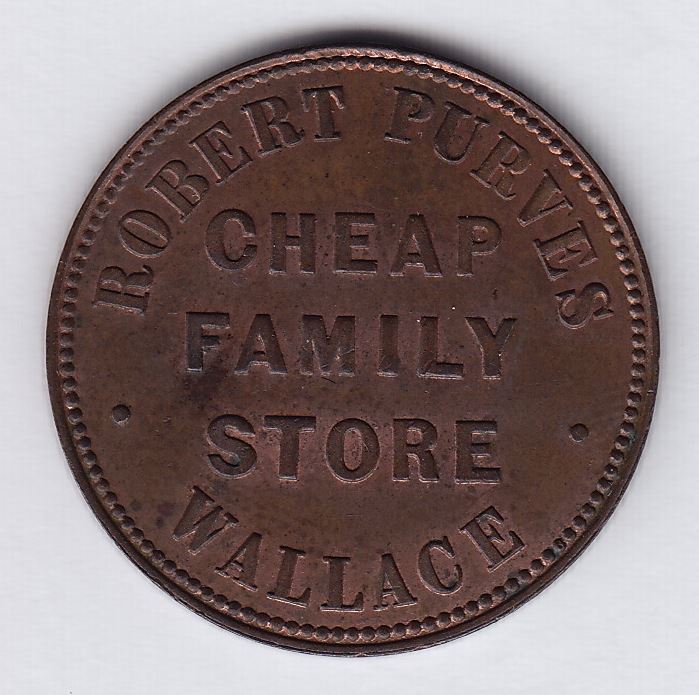 ROBERT PURVES
CHEAP
FAMILY
STORE
WALLACE